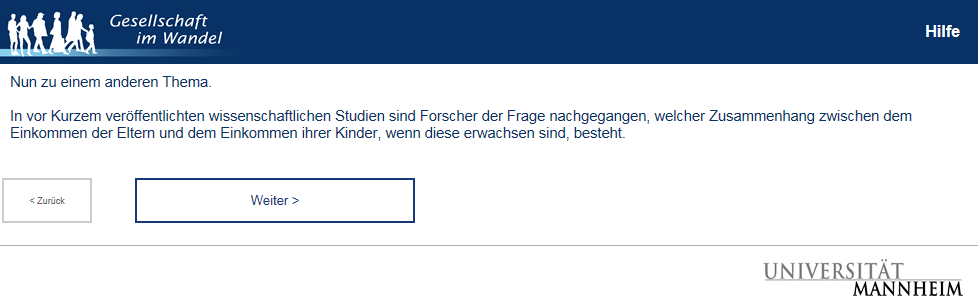 Gesellschaft
im Wandel
Hilfe
Nun zu einem anderen Thema.
In vor Kurzem veröffentlichten wissenschaftlichen Studien sind Forscher der Frage nachgegangen, welcher Zusammenhang zwischen dem
Einkommen der Eltern und dem Einkommen ihrer Kinder, wenn diese erwachsen sind, besteht.
< Zurück
Weiter >
UNIVERSITÄT
MANNHEIM